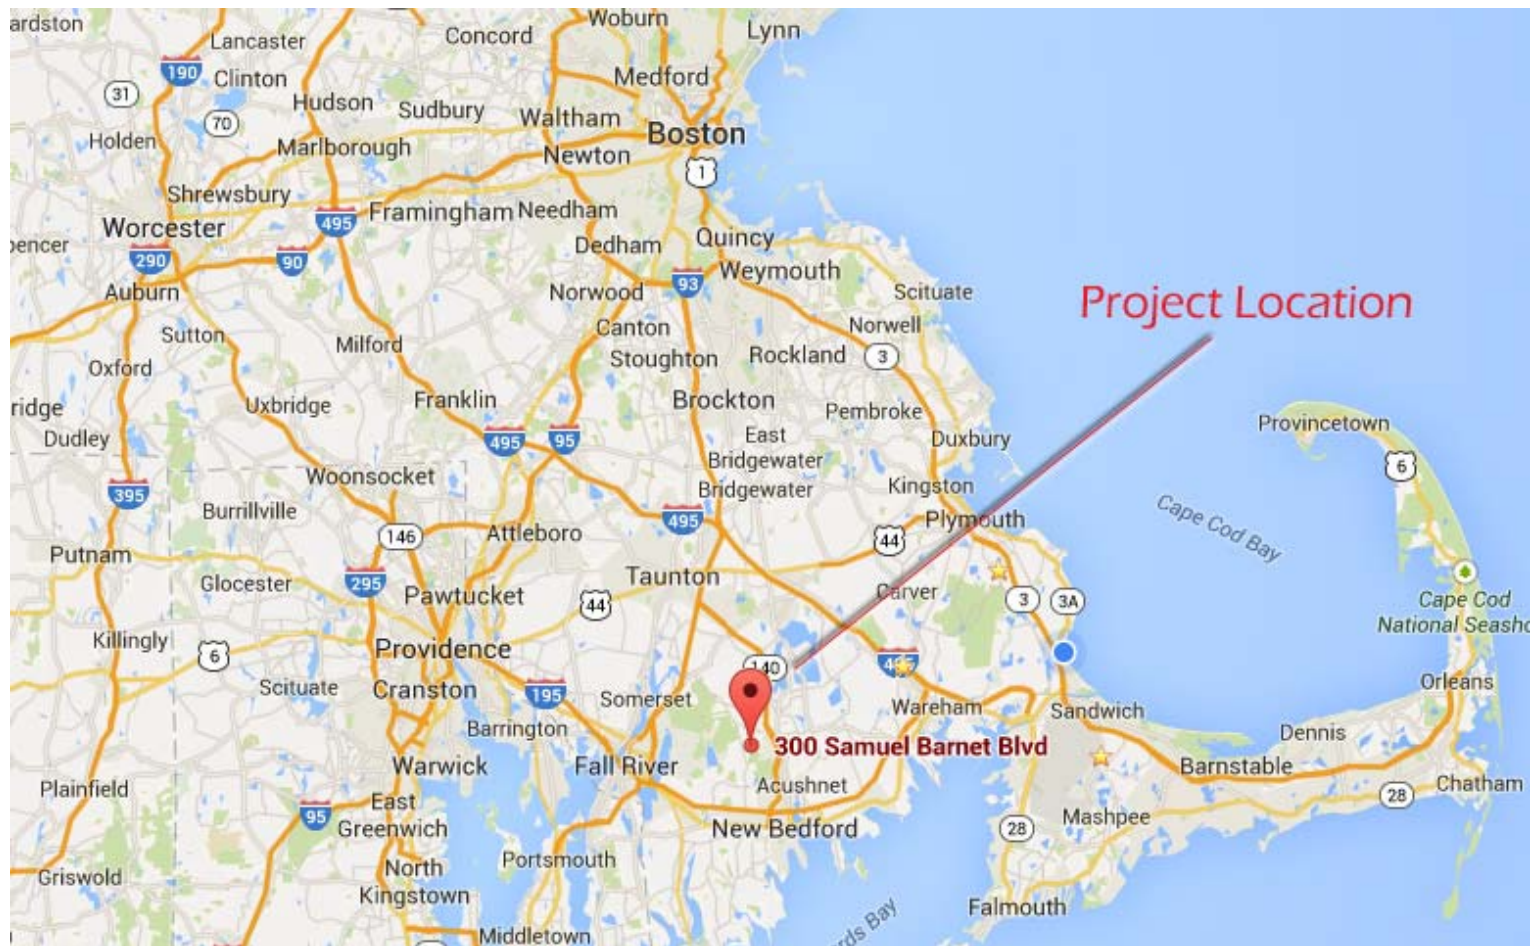 ardston
Lancaster
Concord
Woburn
Lynn
190
Clinton
Medford
31
Hudson
Sudbury
Waltham
70
Holden
Marlborough
Newton
Boston
1
Shrewsbury
Worcester
495
Framingham
Needham
pencer
290
90
Dedham
Quincy
Weymouth
Auburn
Norwood
93
Scituate
Project Location
Sutton
Milford
Canton
Norwell
Stoughton
Rockland
3
Oxford
ridge
Uxbridge
Franklin
Brockton
Pembroke
Provincetown
Dudley
495
95
East
Bridgewater
Duxbury
6
Woonsocket
Bridgewater
Kingston
395
Burrillville
495
Plymouth
Cape Cod Bay
146
Attleboro
44
Putnam
Glocester
295
Pawtucket
44
Taunton
Carver
3
3A
Cape Cod
National Seasho
Killingly
6
Providence
140
495
Scituate
Cranston
195
Somerset
Wareham
Sandwich
Orleans
Barrington
Dennis
300 Samuel Barnet Blvd
Warwick
Fall River
Acushnet
Barnstable
Chatham
Plainfield
East
Greenwich
95
28
New Bedford
28
Mashpee
North
Kingstown
Portsmouth
Griswold
Falmouth
rds Bay
Middletown